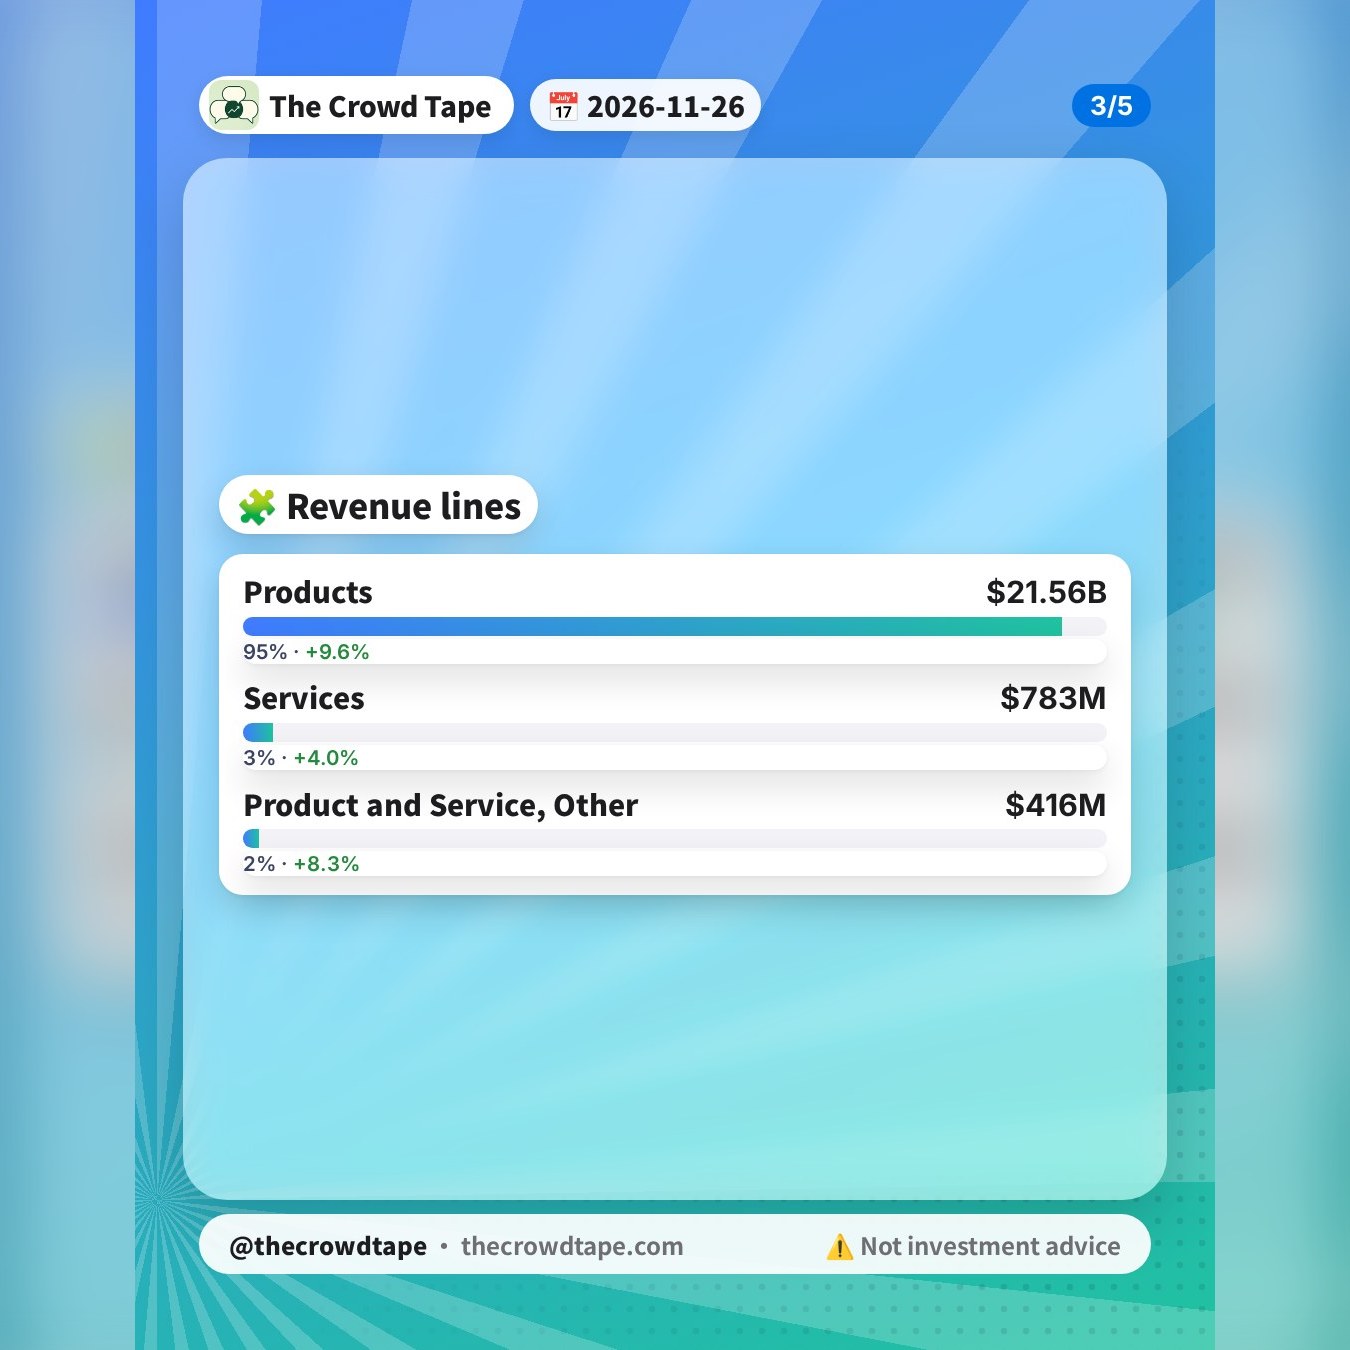 The Crowd Tape
📅 2026-11-26
3/5
🧩 Revenue lines
Products $21.56B
95% · +9.6%
Services $783M
3% · +4.0%
Product and Service, Other $416M
2% · +8.3%
@thecrowdtape • thecrowdtape.com ⚠️ Not investment advice